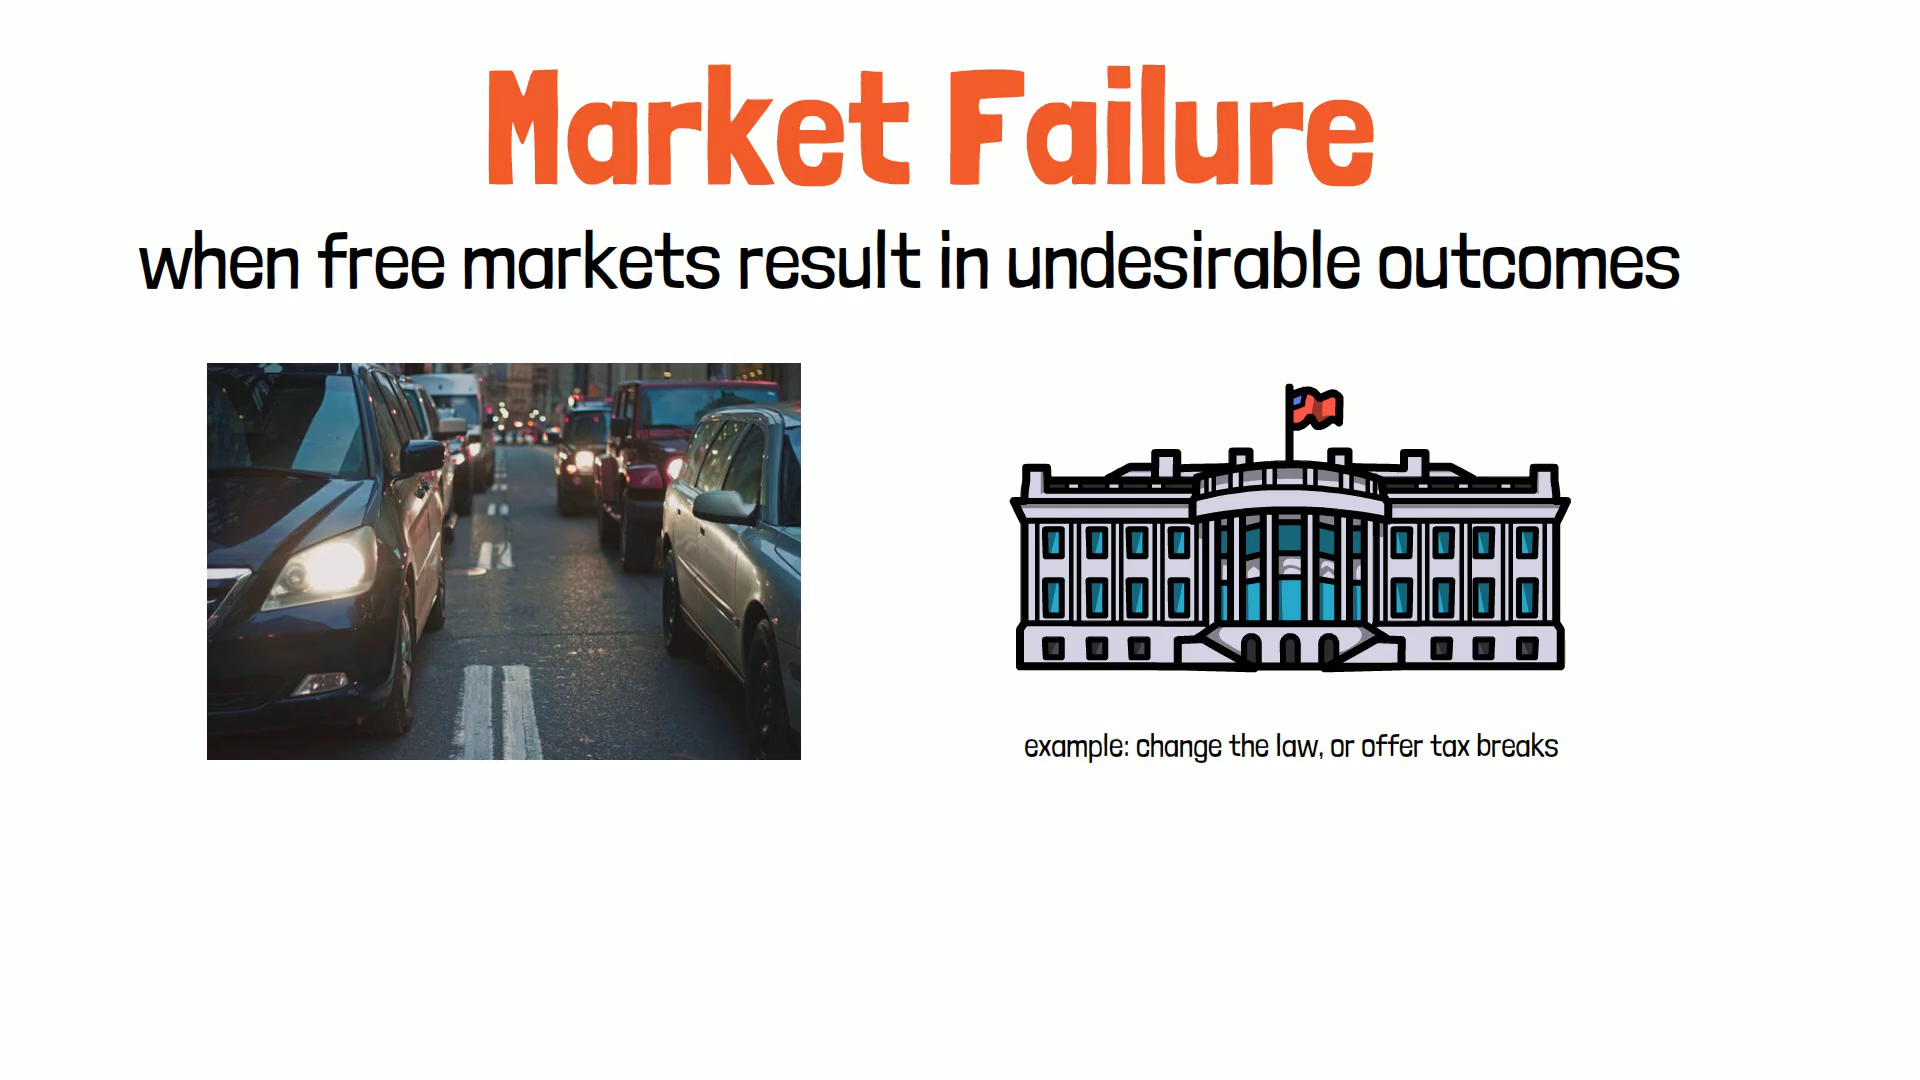 Market Failure
when free markets result in undesirable outcomes
example: change the law, or offer tax breaks